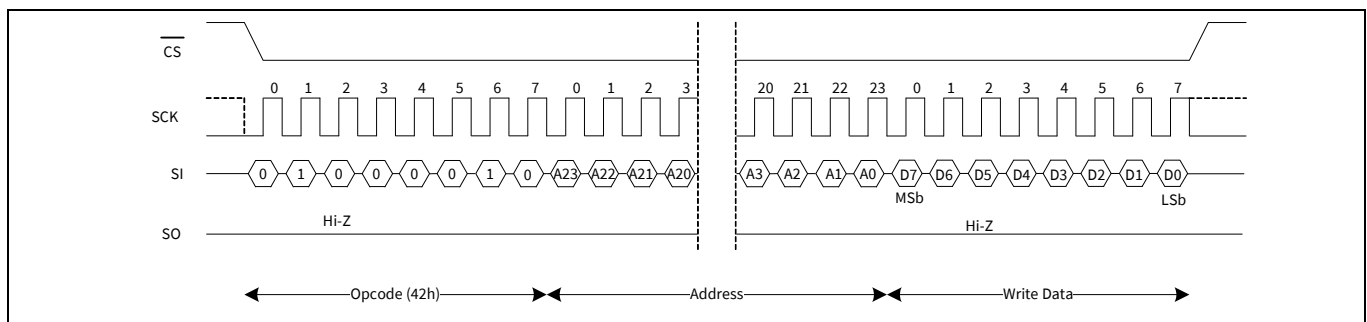 CS
0 1 2 3 4 5 6 7 0 1 2 3 20 21 22 23 0 1 2 3 4 5 6 7
SCK
SI 0 1 0 0 0 0 1 0 A23 A22 A21 A20 A3 A2 A1 A0 D7 D6 D5 D4 D3 D2 D1 D0
MSb LSb
Hi-Z Hi-Z
SO
Opcode (42h) Address Write Data